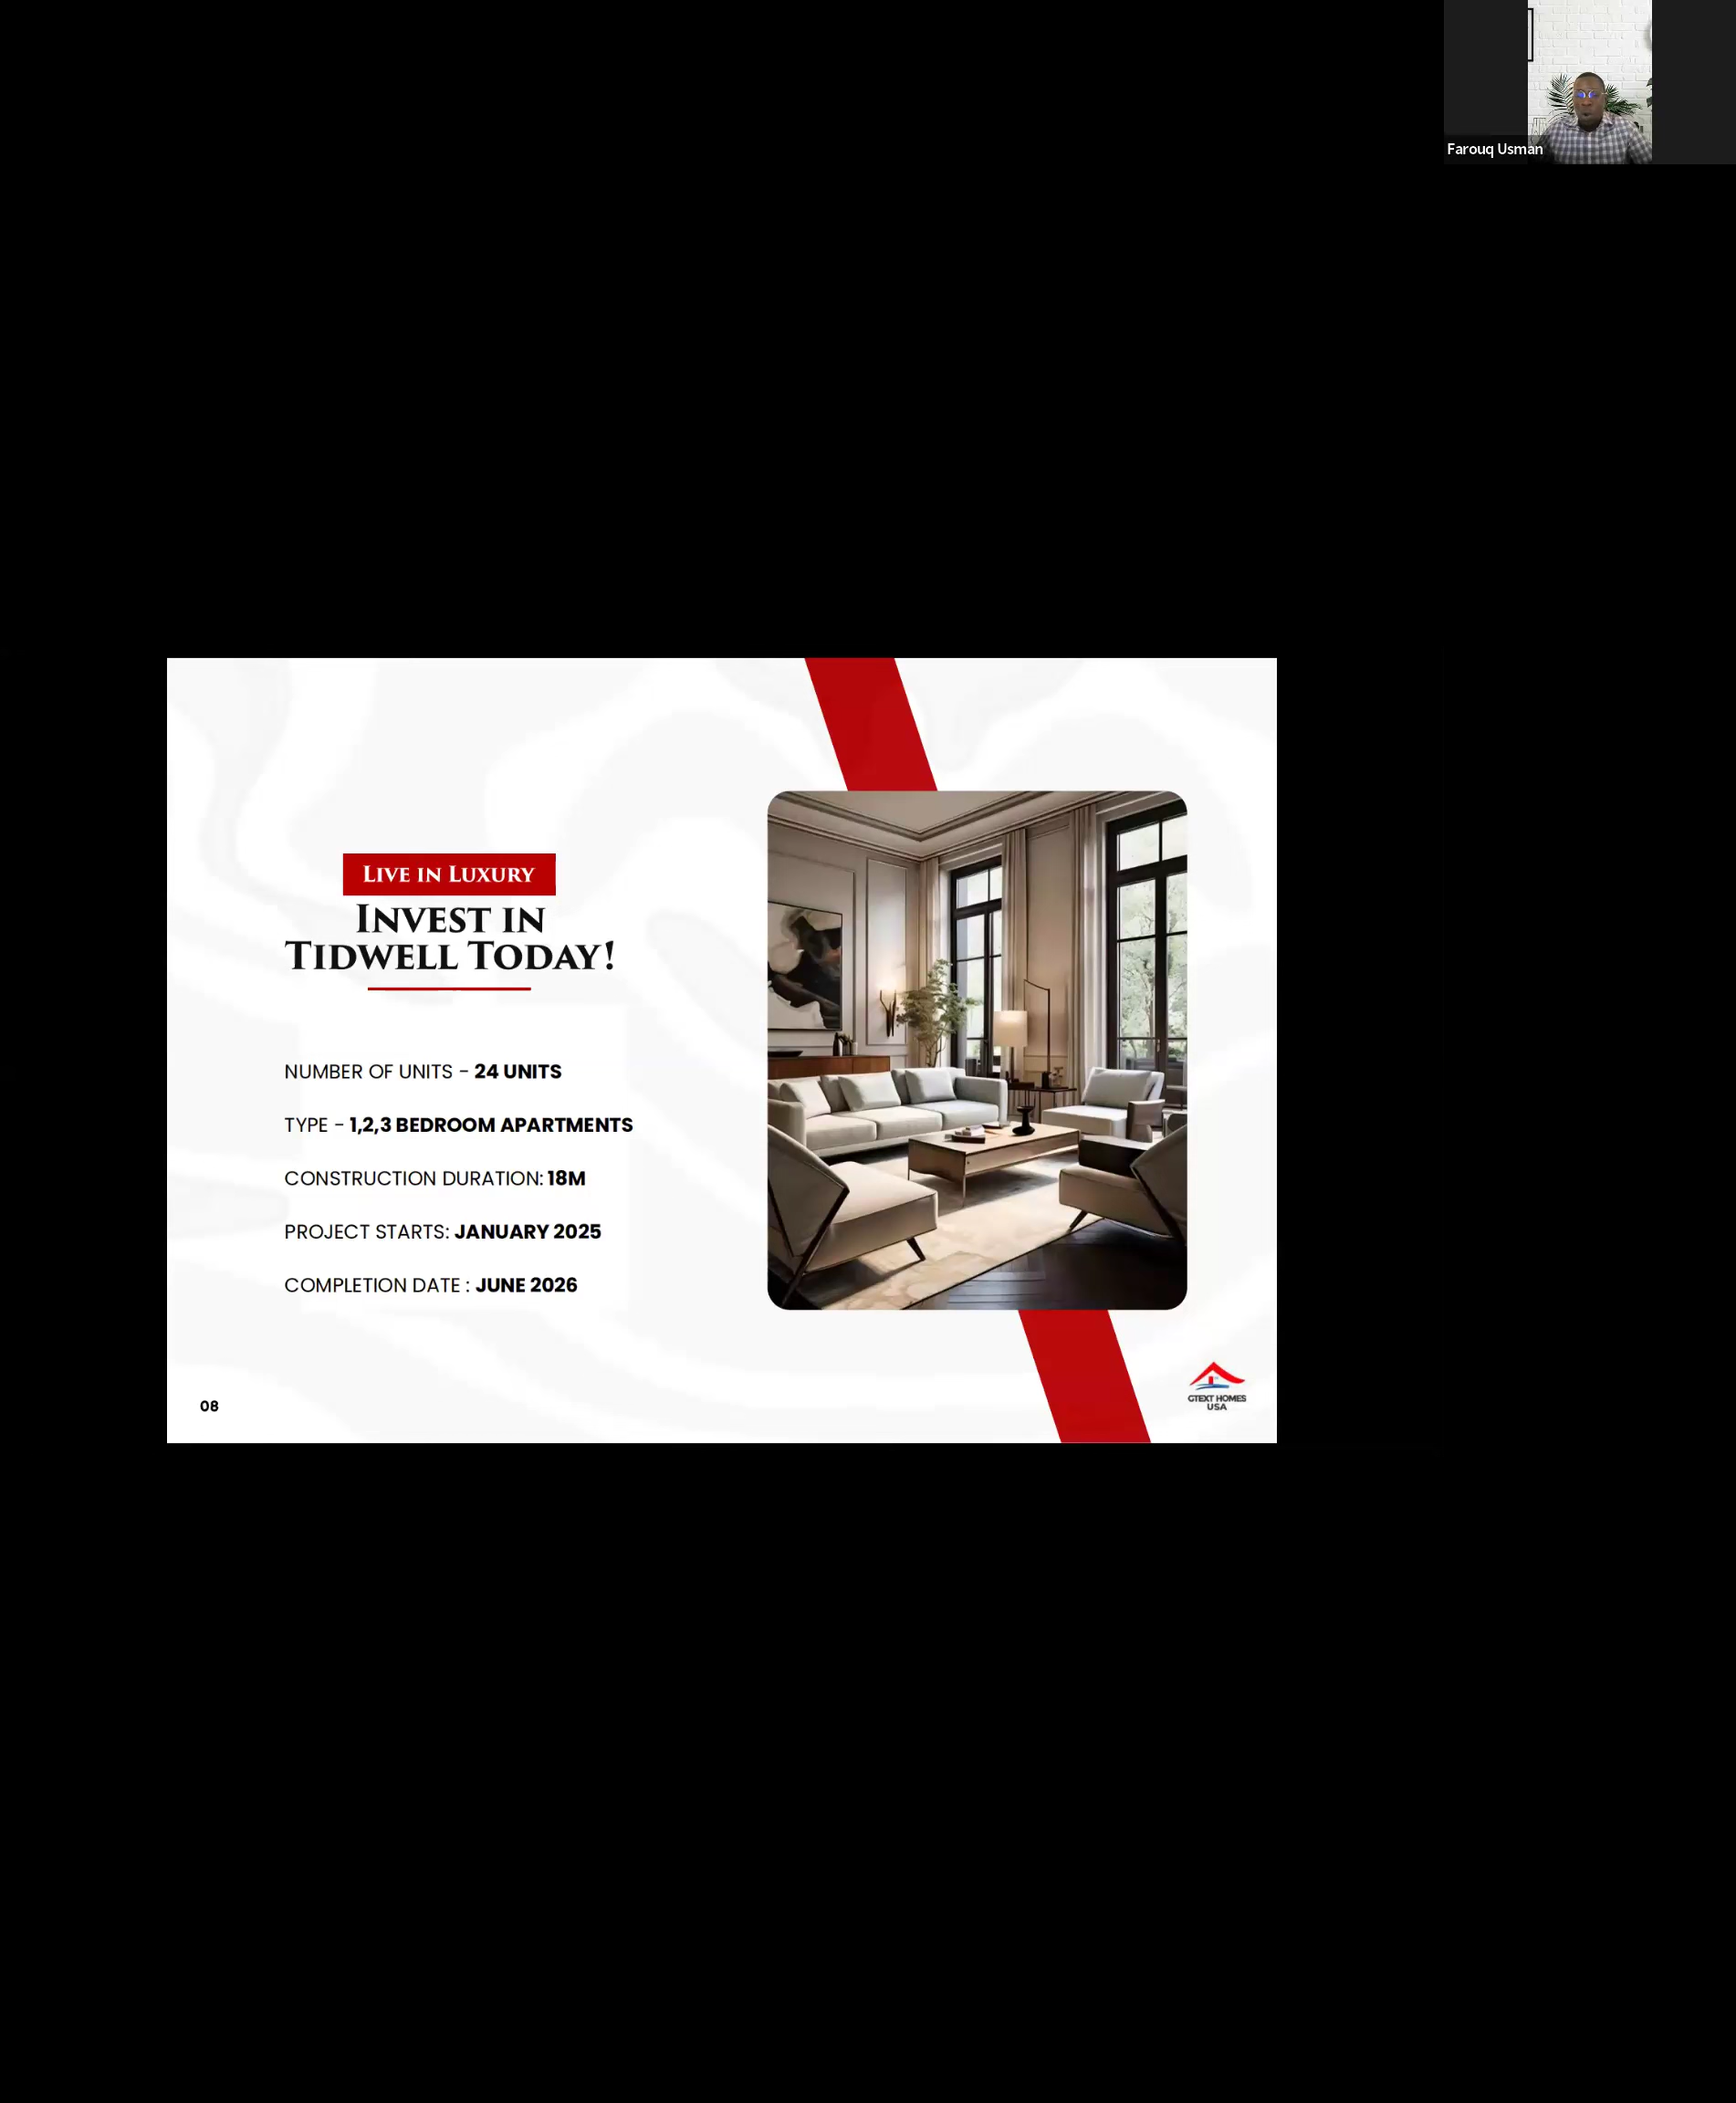 Farouq Usman
LIVE IN LUXURY
INVEST IN
TIDWELL TODAY!
NUMBER OF UNITS - 24 UNITS
TYPE - 1,2,3 BEDROOM APARTMENTS
CONSTRUCTION DURATION: 18M
PROJECT STARTS: JANUARY 2025
COMPLETION DATE : JUNE 2026
08
GTEXT HOMES
USA